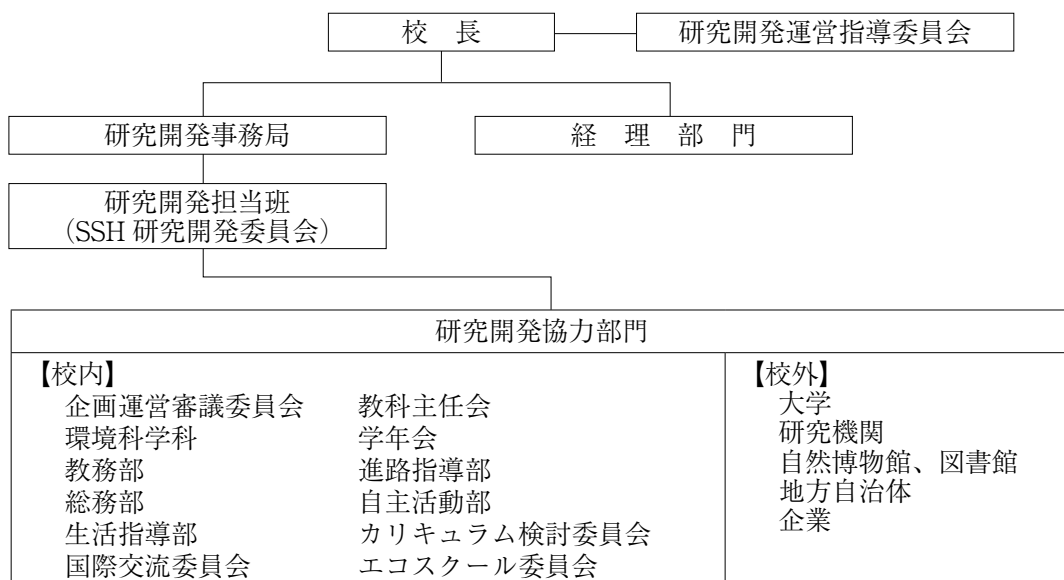 校 長
研究開発運営指導委員会
研究開発事務局
経 理 部 門
研究開発担当班
(SSH 研究開発委員会)
研究開発協力部門
【校内】
企画運営審議委員会 教科主任会
環境科学科 学年会
教務部 進路指導部
総務部 自主活動部
生活指導部 カリキュラム検討委員会
国際交流委員会 エコスクール委員会
【校外】
大学
研究機関
自然博物館、図書館
地方自治体
企業